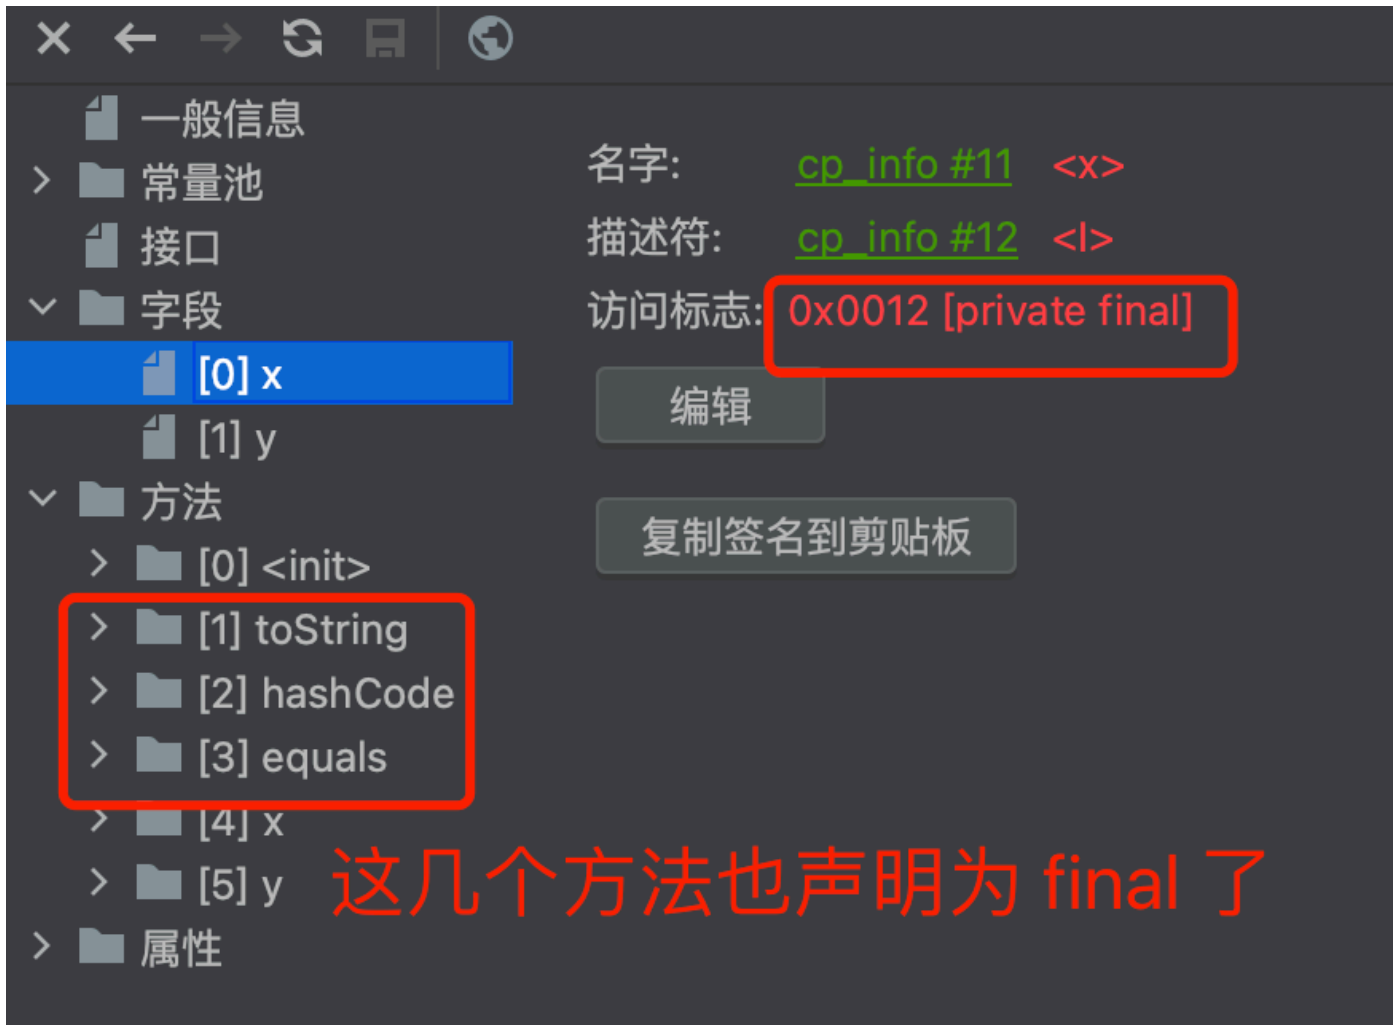 一般信息
常量池
接口
字段
[0] x
[1] y
方法
[0] <init>
[1] toString
[2] hashCode
[3] equals
[4] x
[5] y
属性
名字: cp_info #11 <x>
描述符: cp_info #12 <I>
访问标志: 0x0012 [private final]
编辑
复制签名到剪贴板
这几个方法也声明为 final 了